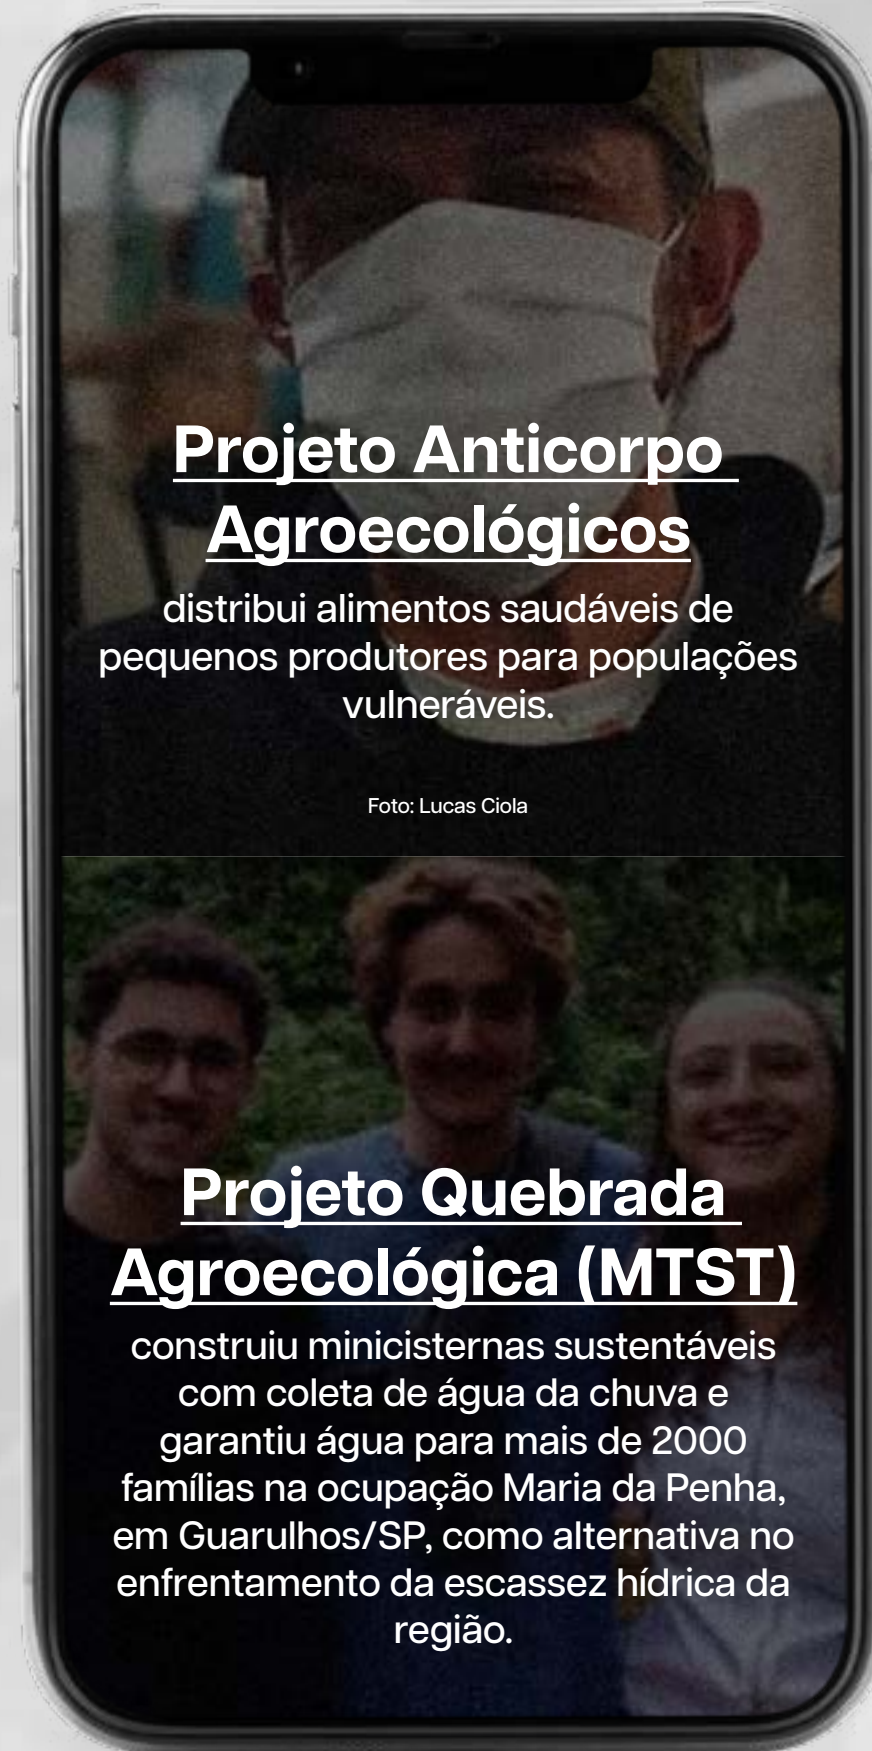 Projeto Anticorpo
Agroecológicos
distribui alimentos saudáveis de
pequenos produtores para populações
vulneráveis.
Foto: Lucas Ciola
Projeto Quebrada
Agroecológica (MTST)
construiu minicisternas sustentáveis
com coleta de água da chuva e
garantiu água para mais de 2000
famílias na ocupação Maria da Penha,
em Guarulhos/SP, como alternativa no
enfrentamento da escassez hídrica da
região.